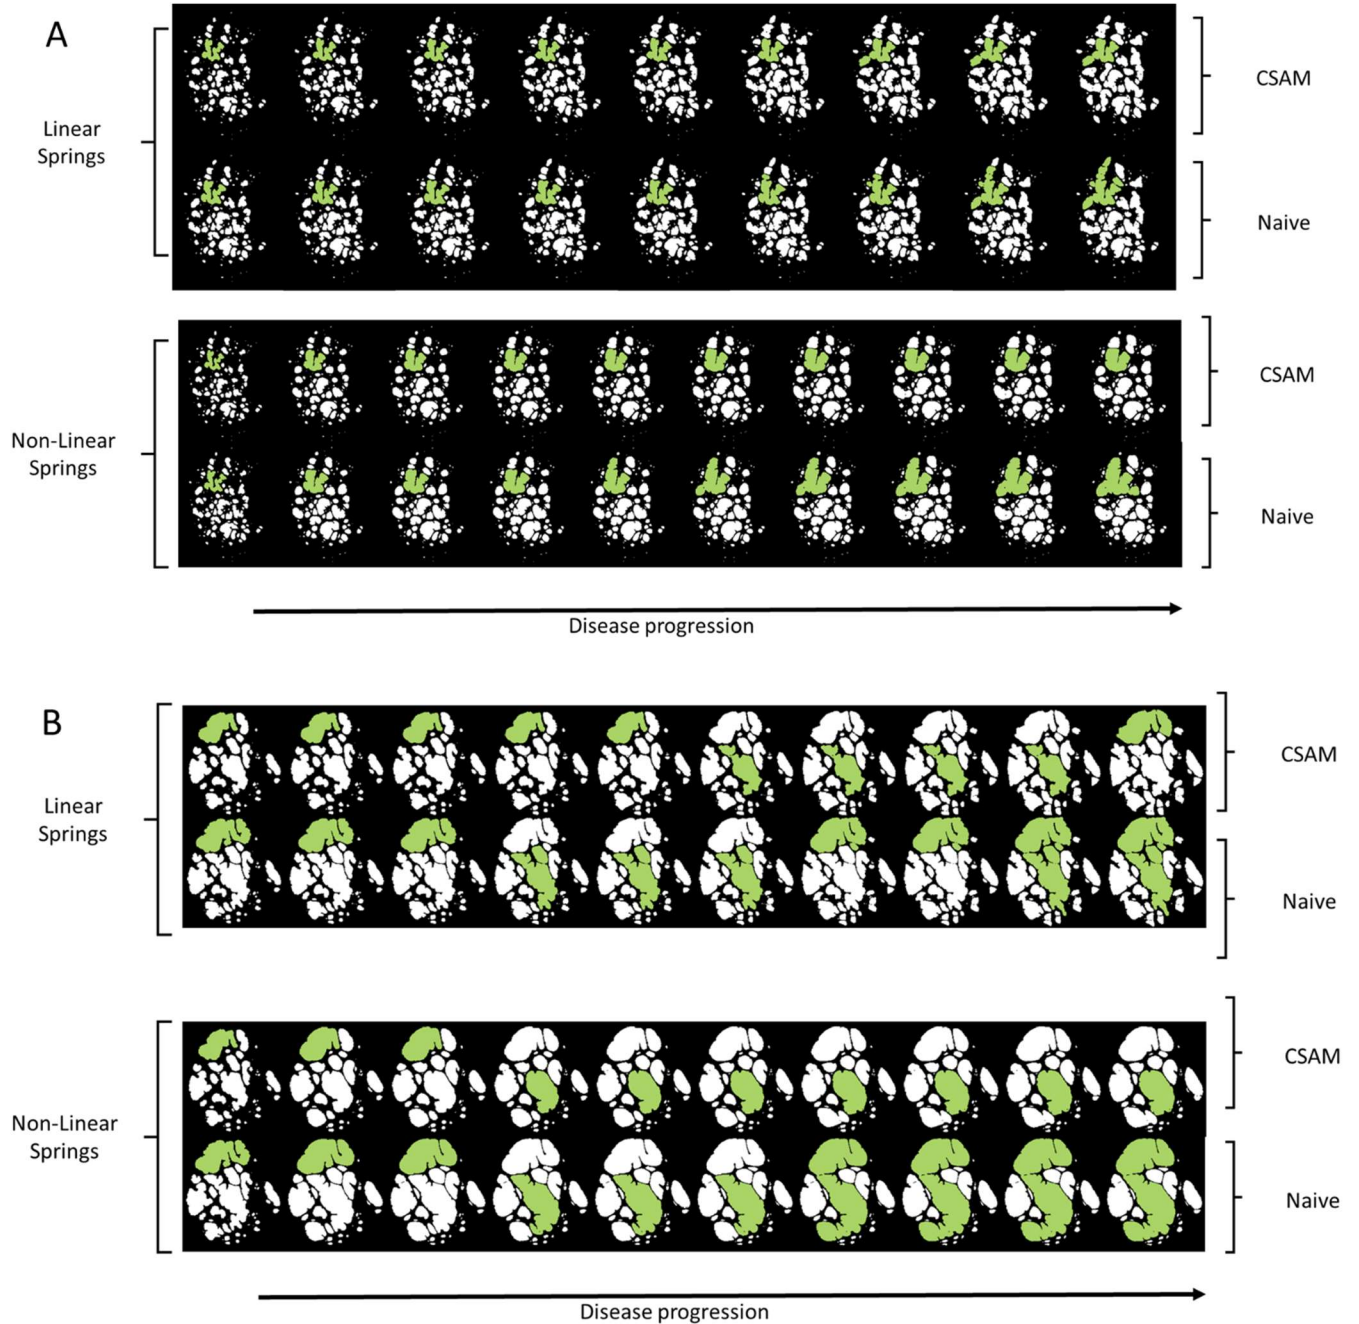 A
Linear
Springs
CSAM
Naive
Non-Linear
Springs
CSAM
Naive
Disease progression
B
Linear
Springs
CSAM
Naive
Non-Linear
Springs
CSAM
Naive
Disease progression